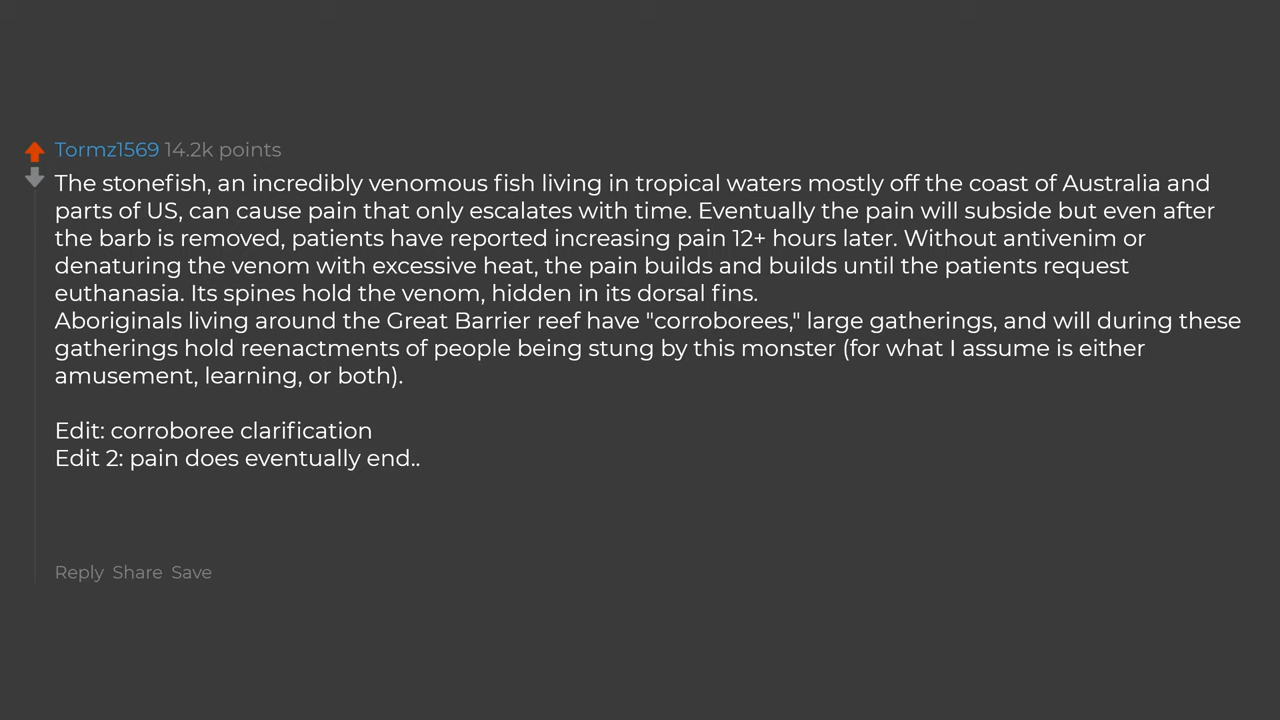 Tormz1569 14.2k points
The stonefish, an incredibly venomous fish living in tropical waters mostly off the coast of Australia and
parts of US, can cause pain that only escalates with time. Eventually the pain will subside but even after
the barb is removed, patients have reported increasing pain 12+ hours later. Without antivenim or
denaturing the venom with excessive heat, the pain builds and builds until the patients request
euthanasia. Its spines hold the venom, hidden in its dorsal fins.
Aboriginals living around the Great Barrier reef have "corroborees," large gatherings, and will during these
gatherings hold reenactments of people being stung by this monster (for what I assume is either
amusement, learning, or both).
Edit: corroboree clarification
Edit 2: pain does eventually end..
Reply Share Save